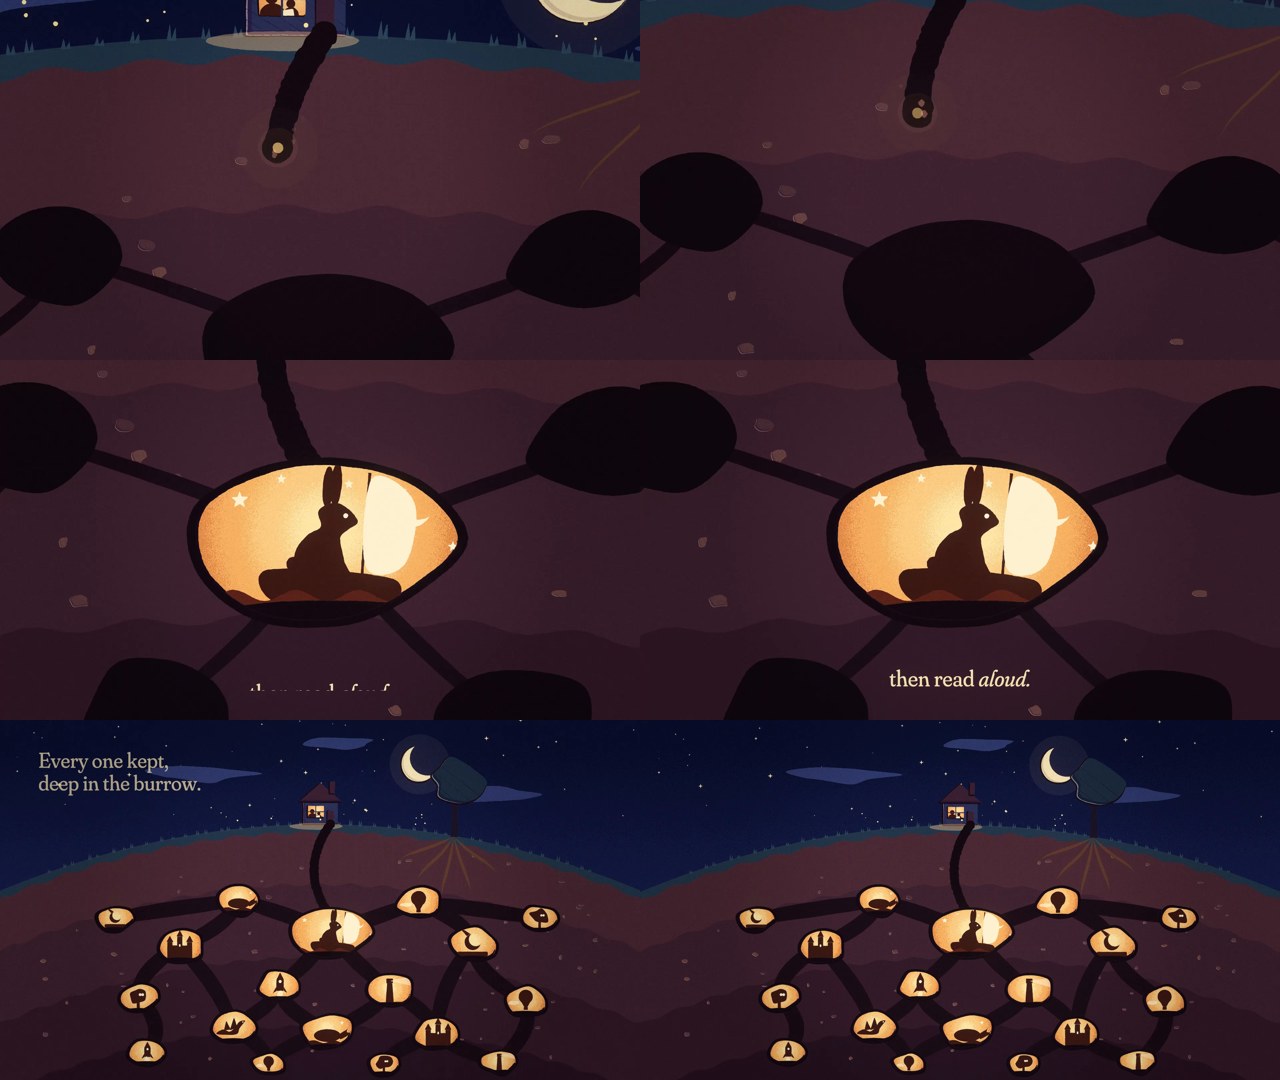 then read aloud.
Every one kept,
deep in the burrow.